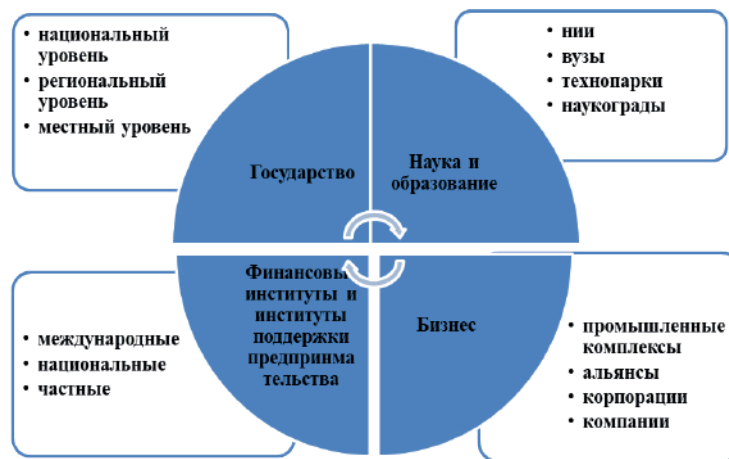 • национальный
уровень
• региональный
уровень
• местный уровень
• нии
• вузы
• технопарки
• наукограды
Государство
Наука и
образование
Финансовы
институты и
институты
поддержки
предпринма
тельства
Бизнес
• международные
• национальные
• частные
• промышленные
комплексы
• альянсы
• корпорации
• компании